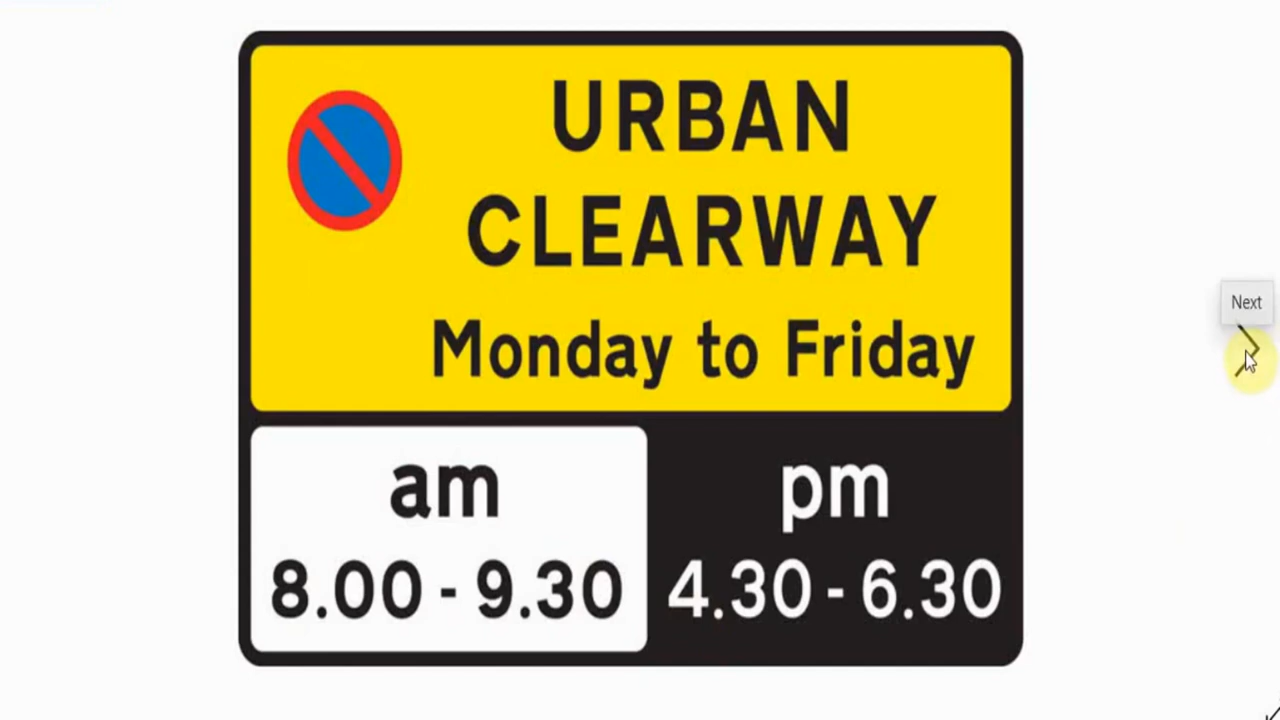 URBAN
CLEARWAY
Monday to Friday
am
8.00 - 9.30
pm
4.30 - 6.30
Next